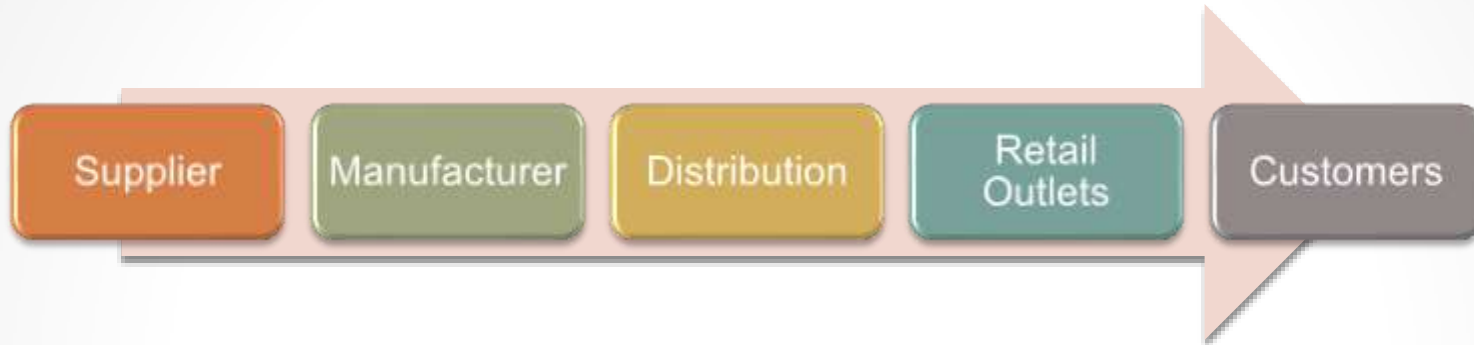 Supplier
Manufacturer
Distribution
Retail
Outlets
Customers